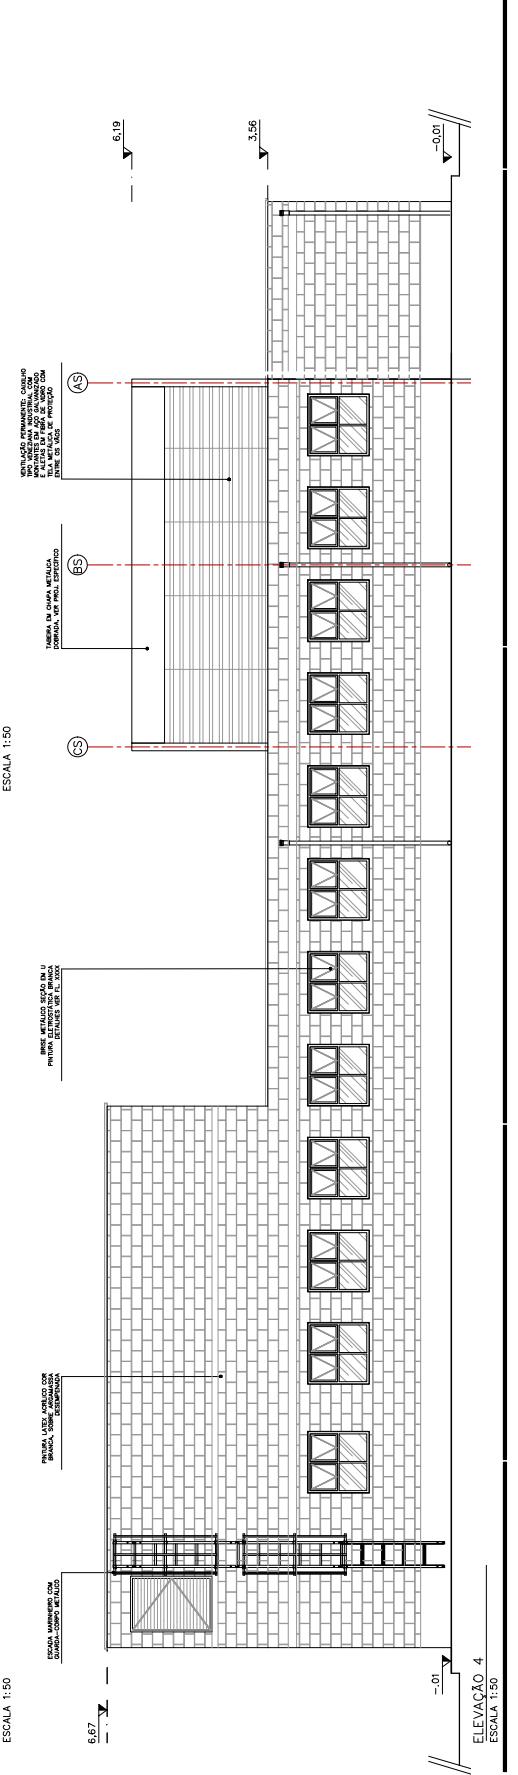 ESCALA 1:50
ESCALA 1:50
ESCADA MARINHEIRO COM
GUARDA-CORPO METÁLICO
PINTURA LATEX ACRÍLICO COR
BRANCA, SOBRE ARGAMASSA
DESEMPENADA
BRISE METÁLICO SEÇÃO EM U
PINTURA ELETROSTÁTICA BRANCA
DETALHES VER FL. XXXX
TABEIRA EM CHAPA METÁLICA
DOBRADA, VER PROJ. ESPECÍFICO
VENTILAÇÃO PERMANENTE: CAIXILHO
TIPO VENEZIANA INDUSTRIAL COM
MONTANTES EM AÇO GALVANIZADO
E ALETAS EM FIBRA DE VIDRO COM
TELA METÁLICA DE PROTEÇÃO
ENTRE OS VÃOS
CS
BS
AS
6,67
6,19
3,56
-.01
-0,01
ELEVAÇÃO 4
ESCALA 1:50